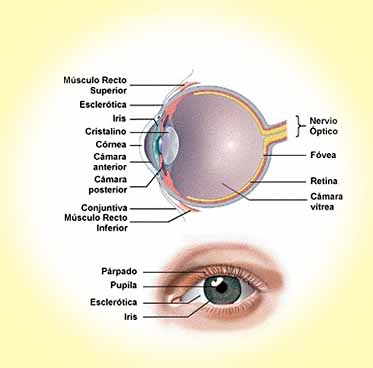 Músculo Recto
Superior
Esclerótica
Iris
Cristalino
Córnea
Cámara
anterior
Cámara
posterior
Conjuntiva
Músculo Recto
Inferior
Nervio
Óptico
Fóvea
Retina
Cámara
vitrea
Párpado
Pupila
Esclerótica
Iris